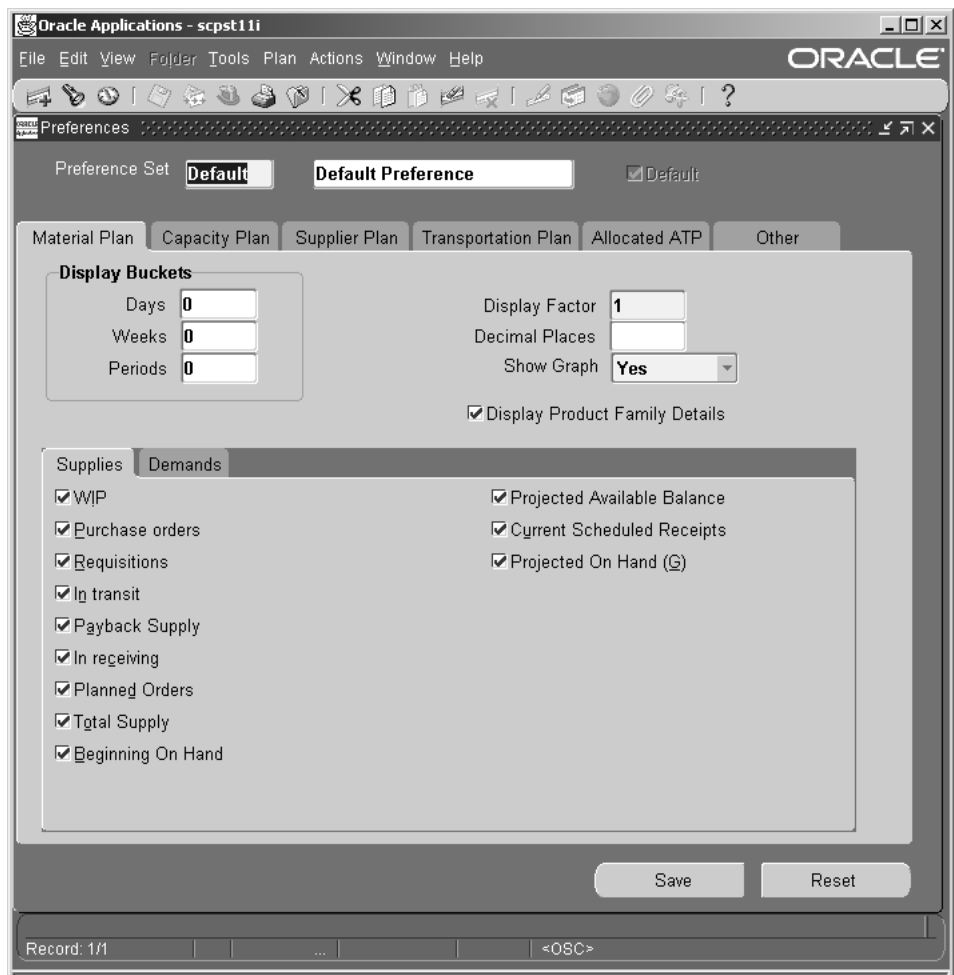 Oracle Applications - scpst11i
File Edit View Folder Tools Plan Actions Window Help
ORACLE
Preferences
Preference Set Default Default Preference Default
Material Plan Capacity Plan Supplier Plan Transportation Plan Allocated ATP Other
Display Buckets
Days 0
Weeks 0
Periods 0
Display Factor 1
Decimal Places
Show Graph Yes
Display Product Family Details
Supplies Demands
WIP
Purchase orders
Requisitions
In transit
Payback Supply
In receiving
Planned Orders
Total Supply
Beginning On Hand
Projected Available Balance
Current Scheduled Receipts
Projected On Hand (G)
Save Reset
Record: 1/1 ... <OSC>